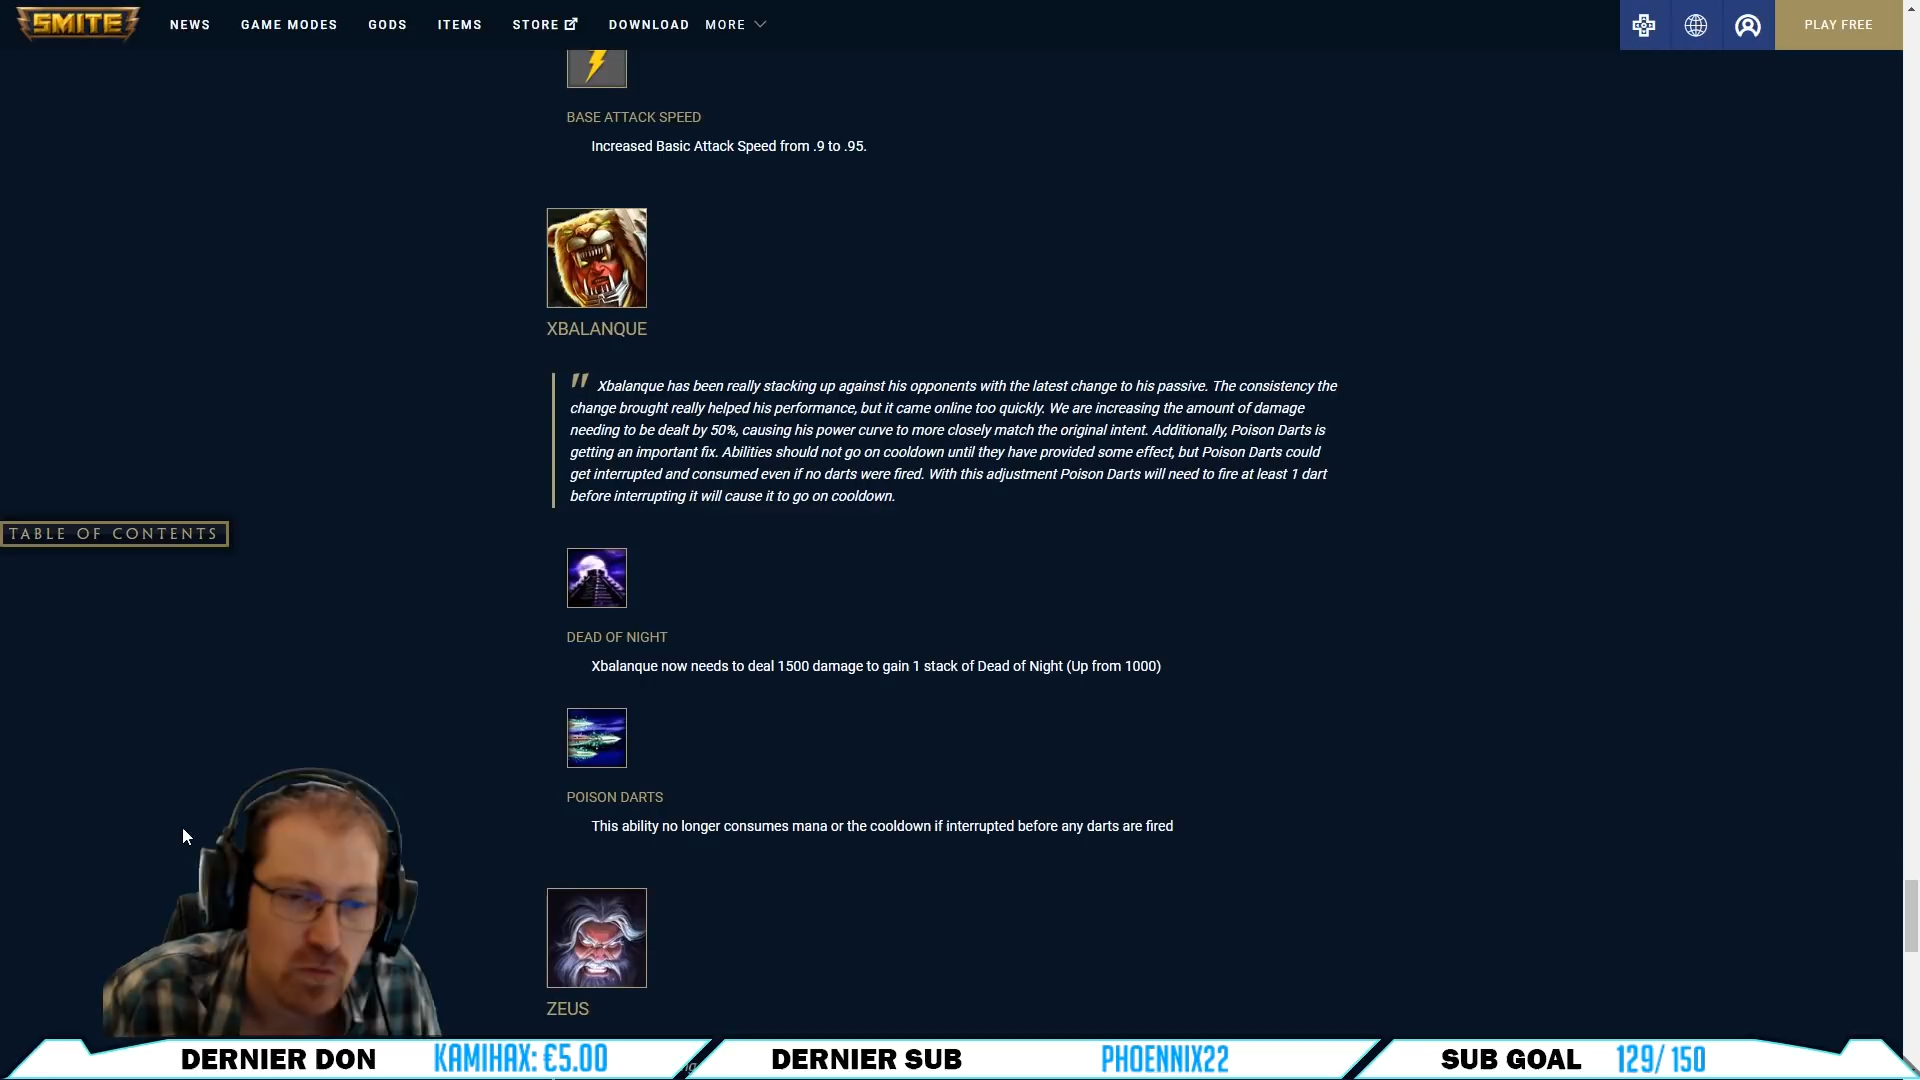 SMITE
NEWS GAME MODES GODS ITEMS STORE DOWNLOAD MORE PLAY FREE
BASE ATTACK SPEED
Increased Basic Attack Speed from .9 to .95.
XBALANQUE
" Xbalanque has been really stacking up against his opponents with the latest change to his passive. The consistency the
change brought really helped his performance, but it came online too quickly. We are increasing the amount of damage
needing to be dealt by 50%, causing his power curve to more closely match the original intent. Additionally, Poison Darts is
getting an important fix. Abilities should not go on cooldown until they have provided some effect, but Poison Darts could
get interrupted and consumed even if no darts were fired. With this adjustment Poison Darts will need to fire at least 1 dart
before interrupting it will cause it to go on cooldown.
TABLE OF CONTENTS
DEAD OF NIGHT
Xbalanque now needs to deal 1500 damage to gain 1 stack of Dead of Night (Up from 1000)
POISON DARTS
This ability no longer consumes mana or the cooldown if interrupted before any darts are fired
ZEUS
DERNIER DON KAMIHAX: €5.00 DERNIER SUB PHOENNIX22 SUB GOAL 129/ 150